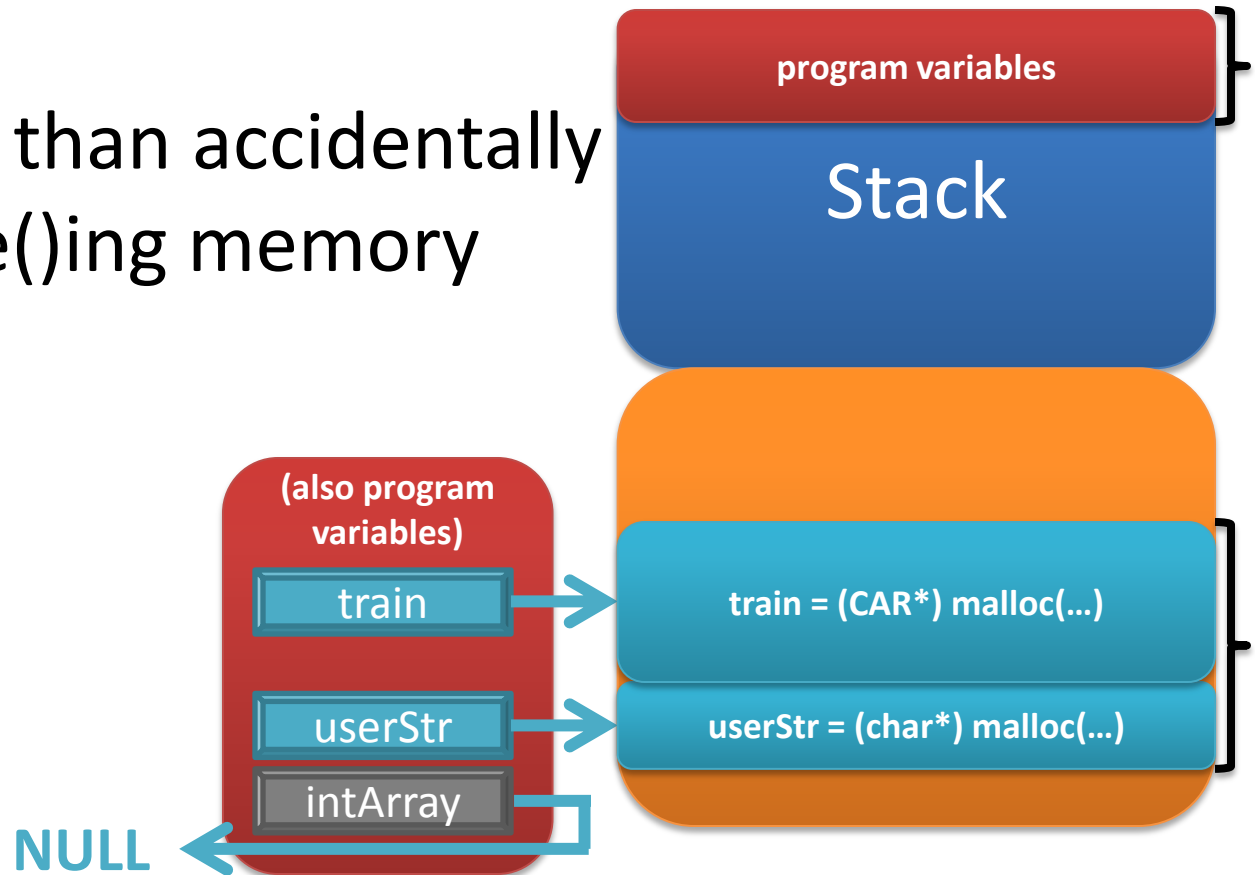 program variables
than accidentally
Stack
()ing memory
(also program
variables)
train
train = (CAR*) malloc(…)
userStr
userStr = (char*) malloc(…)
intArray
NULL